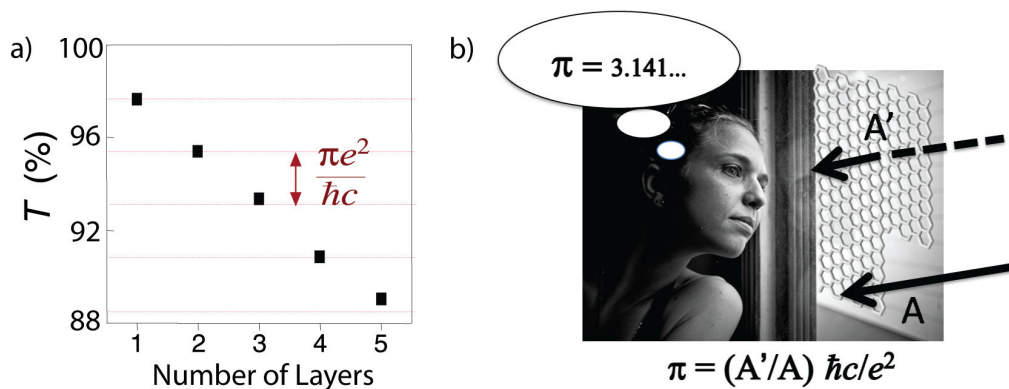 a)
100
96
92
88
T (%)
πe²
ħc
1 2 3 4 5
Number of Layers
b)
π = 3.141...
A'
A
π = (A'/A) ħc/e²